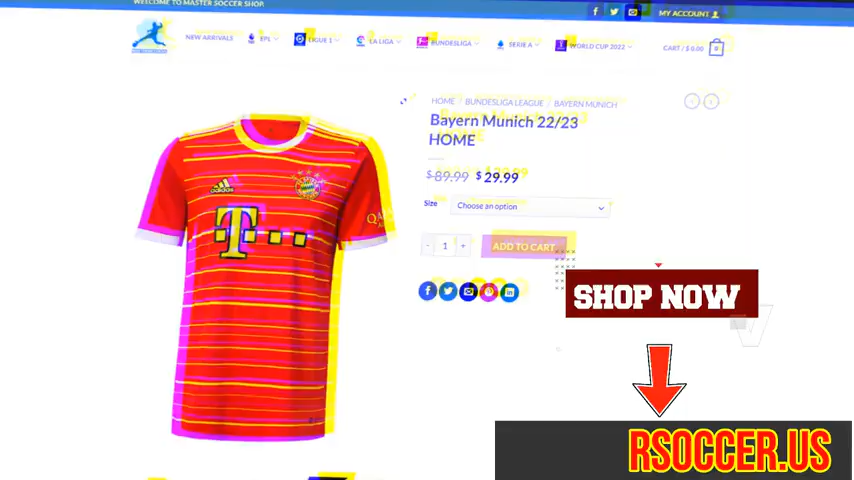 WELCOME TO MASTER SOCCER SHOP
MY ACCOUNT
NEW ARRIVALS
EPL
LIGUE 1
LA LIGA
BUNDESLIGA
SERIE A
WORLD CUP 2022
CART / $ 0.00
0
HOME / BUNDESLIGA LEAGUE / BAYERN MUNICH
Bayern Munich 22/23
HOME
$89.99 $29.99
Size
Choose an option
- 1 +
ADD TO CART
adidas
T
SHOP NOW
RSOCCER.US